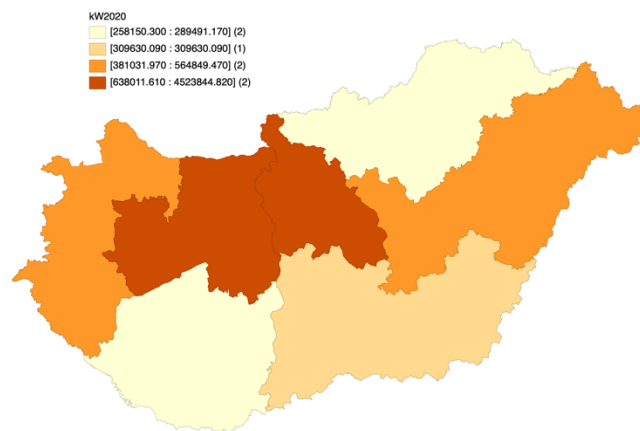 kW2020
[258150.300 : 289491.170] (2)
[309630.090 : 309630.090] (1)
[381031.970 : 564849.470] (2)
[638011.610 : 4523844.820] (2)